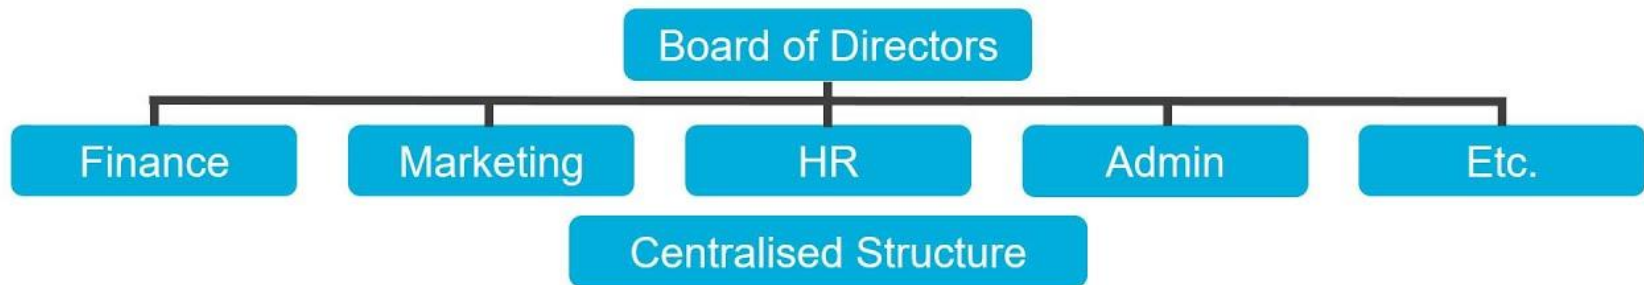 Board of Directors
Finance
Marketing
HR
Admin
Etc.
Centralised Structure